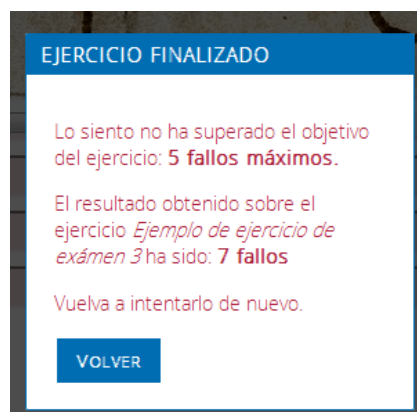 EJERCICIO FINALIZADO
Lo siento no ha superado el objetivo
del ejercicio: 5 fallos máximos.
El resultado obtenido sobre el
ejercicio Ejemplo de ejercicio de
exámen 3 ha sido: 7 fallos
Vuelva a intentarlo de nuevo.
VOLVER